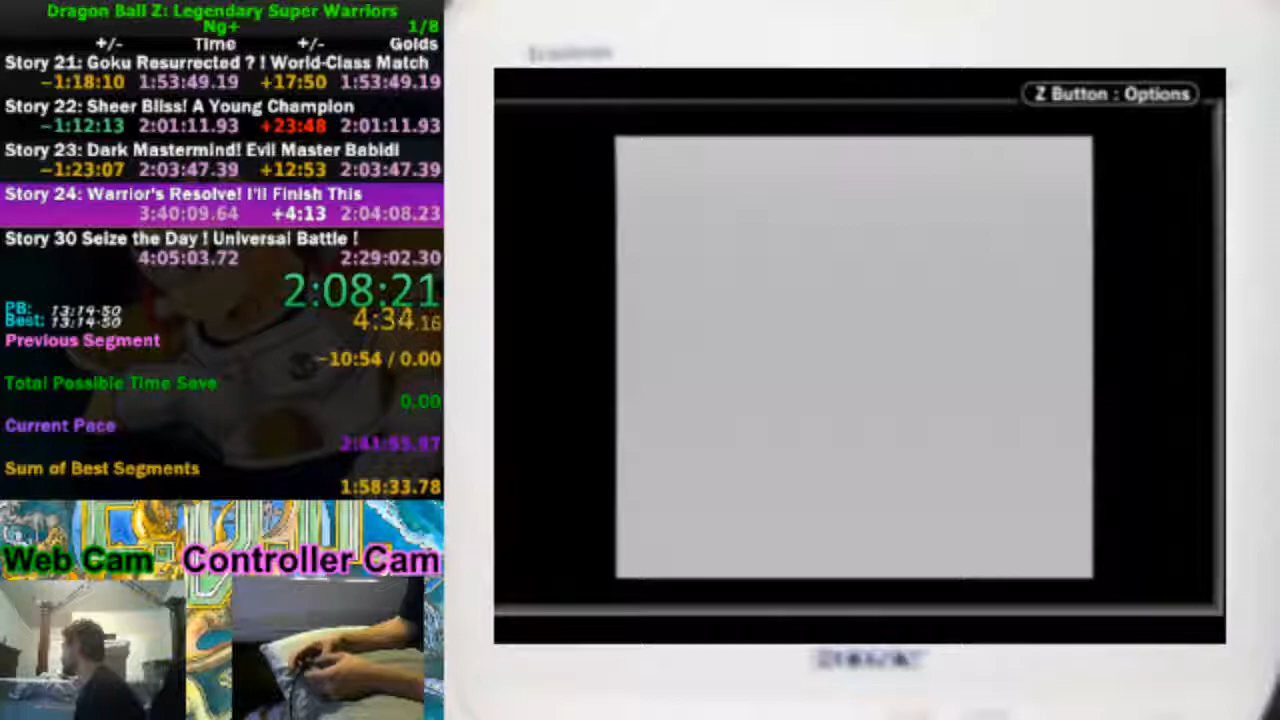 Dragon Ball Z: Legendary Super Warriors
Ng+ 1/8
+/- Time +/- Golds
Story 21: Goku Resurrected ? ! World-Class Match
-1:18:10 1:53:49.19 +17:50 1:53:49.19
Story 22: Sheer Bliss! A Young Champion
-1:12:13 2:01:11.93 +23:48 2:01:11.93
Story 23: Dark Mastermind! Evil Master Babidi
-1:23:07 2:03:47.39 +12:53 2:03:47.39
Story 24: Warrior's Resolve! I'll Finish This
3:40:09.64 +4:13 2:04:08.23
Story 30 Seize the Day ! Universal Battle !
4:05:03.72 2:29:02.30
2:08:21
4:34.16
PB: 13:14.50
Best: 13:14.50
Previous Segment
-10:54 / 0.00
Total Possible Time Save
0.00
Current Pace
2:41:55.97
Sum of Best Segments
1:58:33.78
Web Cam Controller Cam
Z Button : Options